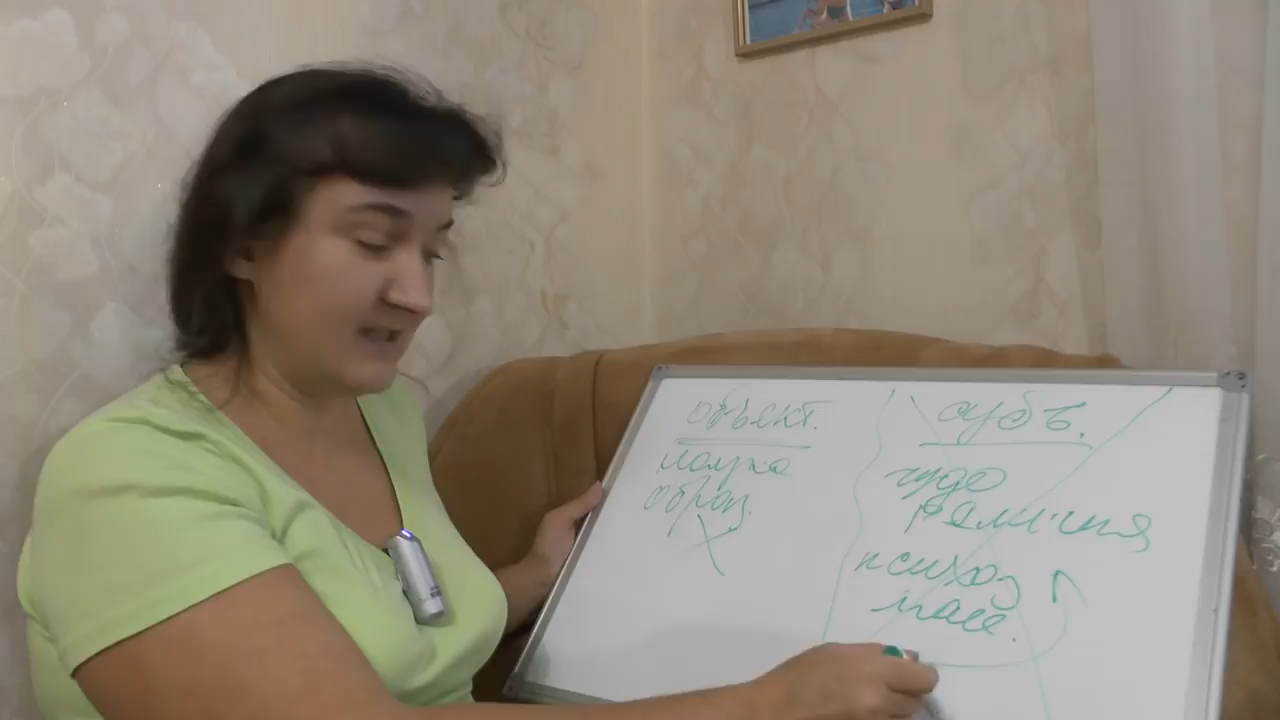 объект.
наука
образ.
субъ.
чудо
религия
психоз
масс.